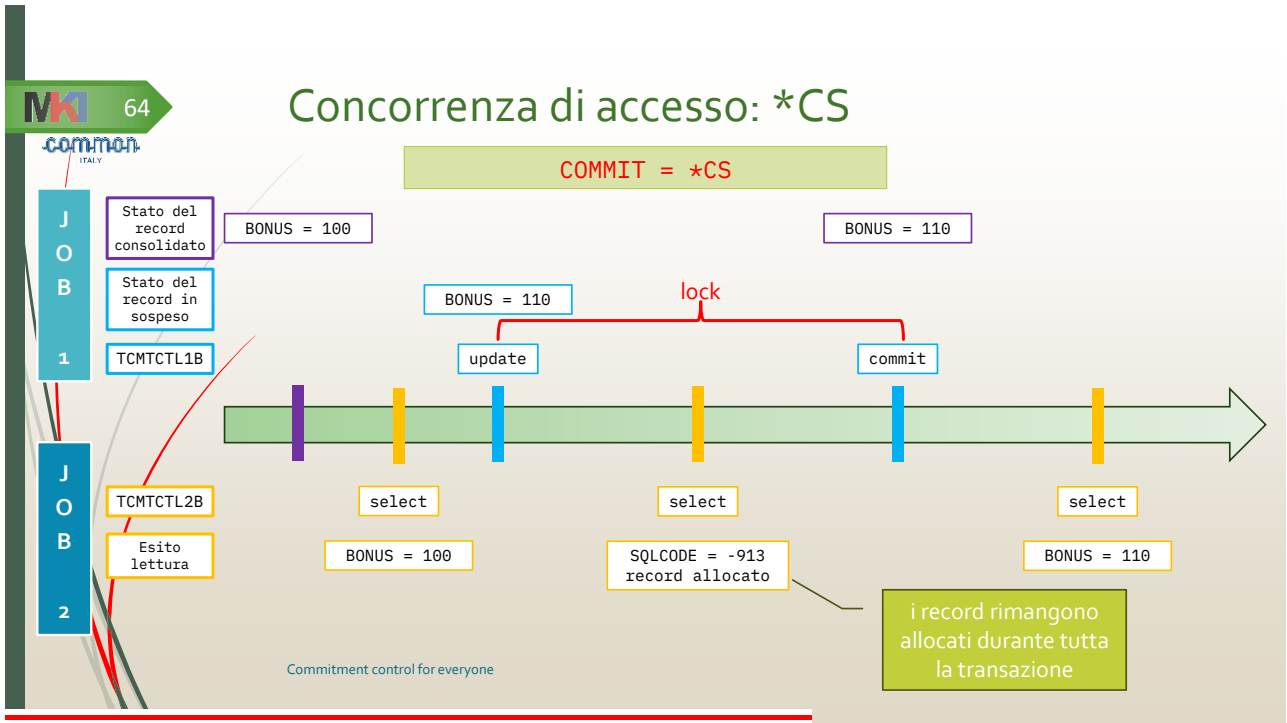 MKI
64
common
ITALY
Concorrenza di accesso: *CS
COMMIT = *CS
J
O
B
1
Stato del
record
consolidato
BONUS = 100
BONUS = 110
Stato del
record in
sospeso
BONUS = 110
lock
TCMTCTL1B
update
commit
J
O
B
2
TCMTCTL2B
select
select
select
Esito
lettura
BONUS = 100
SQLCODE = -913
record allocato
BONUS = 110
i record rimangono
allocati durante tutta
la transazione
Commitment control for everyone